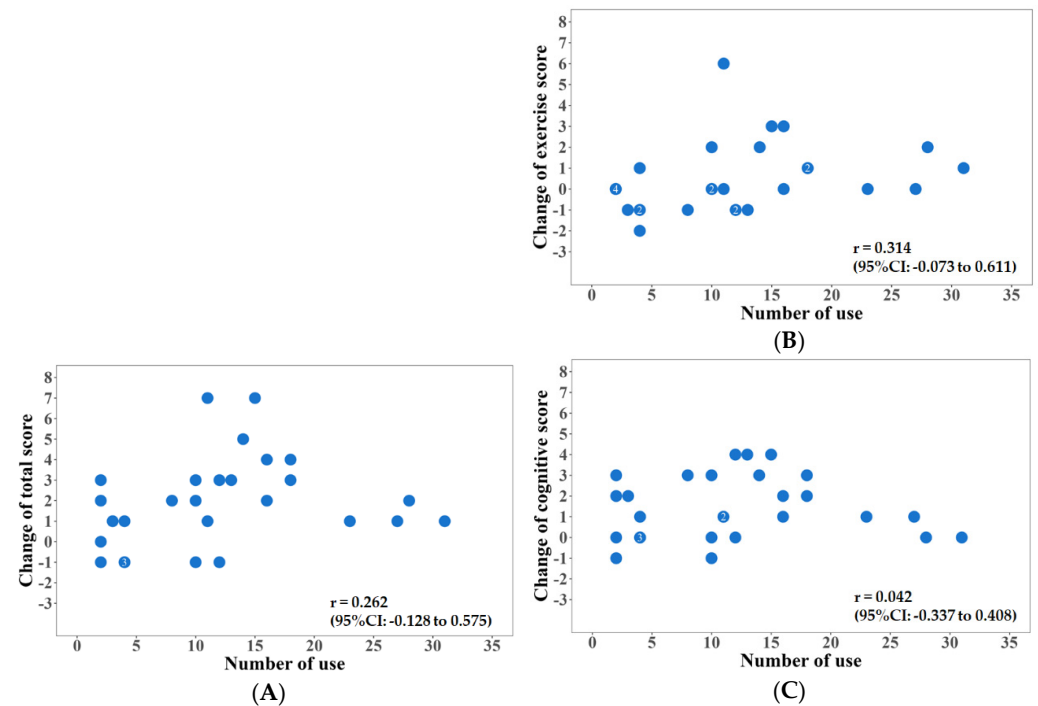 Change of exercise score
8
7
6
5
4
3
2
1
0
-1
-2
-3
4
2
2
2
2
r = 0.314
(95%CI: -0.073 to 0.611)
0 5 10 15 20 25 30 35
Number of use
(B)
Change of total score
8
7
6
5
4
3
2
1
0
-1
-2
-3
3
r = 0.262
(95%CI: -0.128 to 0.575)
0 5 10 15 20 25 30 35
Number of use
(A)
Change of cognitive score
8
7
6
5
4
3
2
1
0
-1
-2
-3
2
3
r = 0.042
(95%CI: -0.337 to 0.408)
0 5 10 15 20 25 30 35
Number of use
(C)